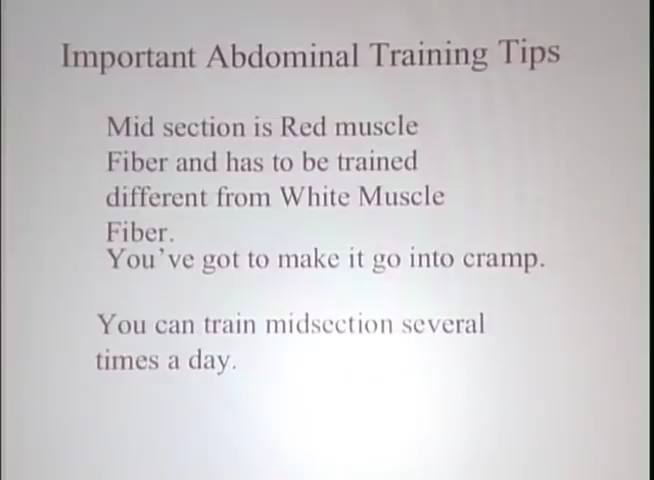 Important Abdominal Training Tips
Mid section is Red muscle
Fiber and has to be trained
different from White Muscle
Fiber.
You've got to make it go into cramp.
You can train midsection several
times a day.